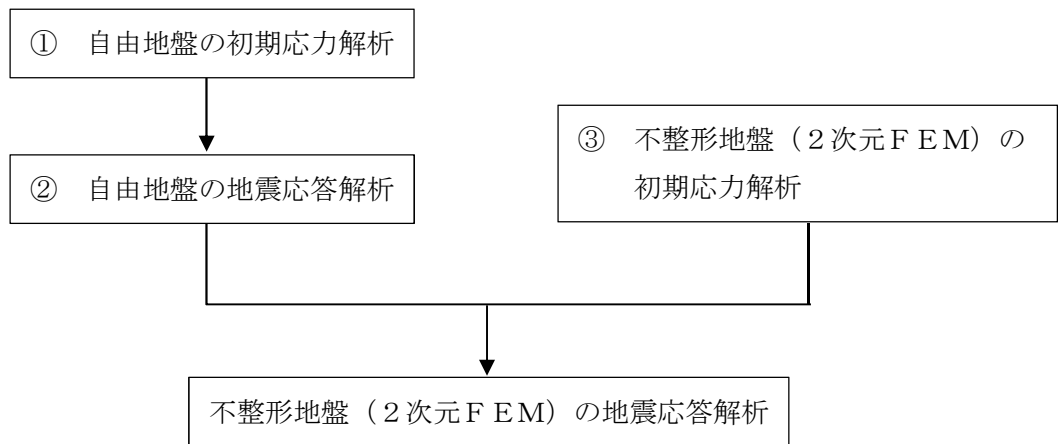 ① 自由地盤の初期応力解析
② 自由地盤の地震応答解析
③ 不整形地盤（２次元ＦＥＭ）の
初期応力解析
不整形地盤（２次元ＦＥＭ）の地震応答解析